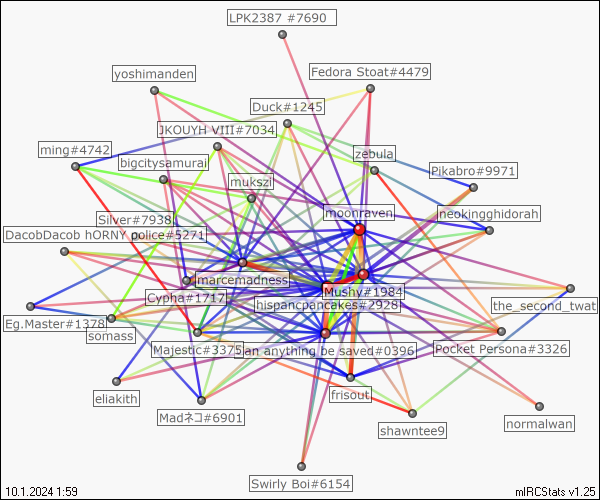 LPK2387 #7690
yoshimanden
Fedora Stoat#4479
Duck#1245
JKOUYH VIII#7034
ming#4742
bigcitysamurai
zebula
Pikabro#9971
mukszi
Silver#7938
moonraven
neokingghidorah
DacobDacob hORNY police#5271
marcemadness
Mushy#1984
Cypha#1717
hispancpancakes#2928
the_second_twat
Eg.Master#1378
somass
Majestic#3375
an anything be saved#0396
Pocket Persona#3326
eliakith
frisout
Madネコ#6901
shawntee9
normalwan
Swirly Boi#6154
10.1.2024 1:59
mIRCStats v1.25